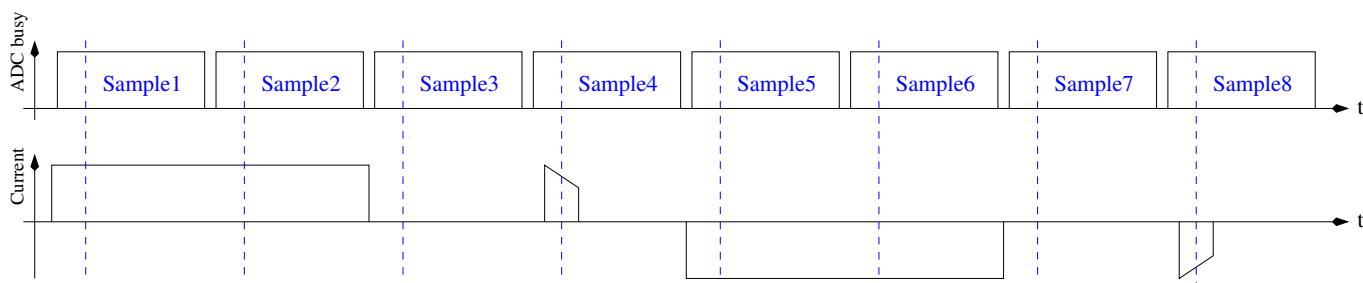 ADC busy
Sample1 Sample2 Sample3 Sample4 Sample5 Sample6 Sample7 Sample8
t
Current
t